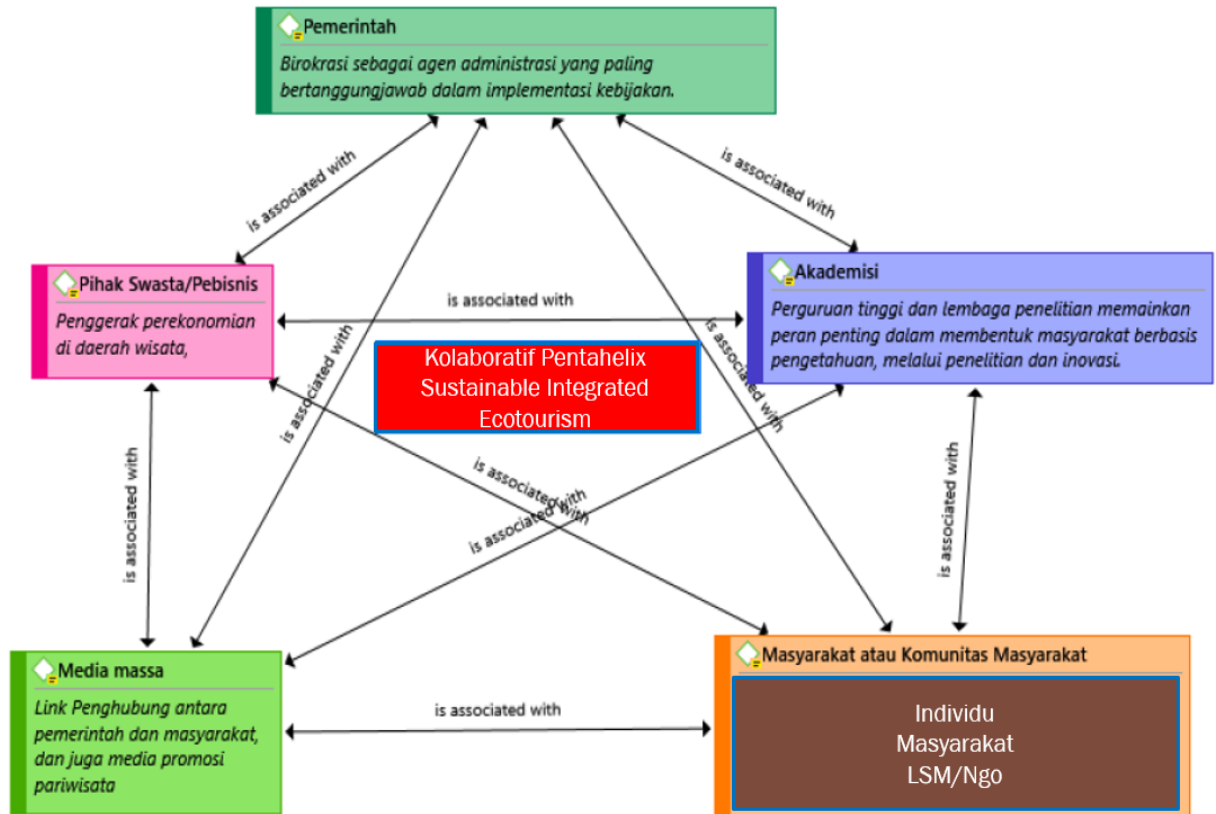 Pemerintah
Birokrasi sebagai agen administrasi yang paling
bertanggungjawab dalam implementasi kebijakan.
is associated with
is associated with
Pihak Swasta/Pebisnis
Penggerak perekonomian
di daerah wisata,
is associated with
Akademisi
Perguruan tinggi dan lembaga penelitian memainkan
peran penting dalam membentuk masyarakat berbasis
pengetahuan, melalui penelitian dan inovasi.
is associated with
is associated with
Kolaboratif Pentahelix
Sustainable Integrated
Ecotourism
is associated with
is associated with
is associated with
is associated with
Media massa
Link Penghubung antara
pemerintah dan masyarakat,
dan juga media promosi
pariwisata
is associated with
Masyarakat atau Komunitas Masyarakat
Individu
Masyarakat
LSM/Ngo